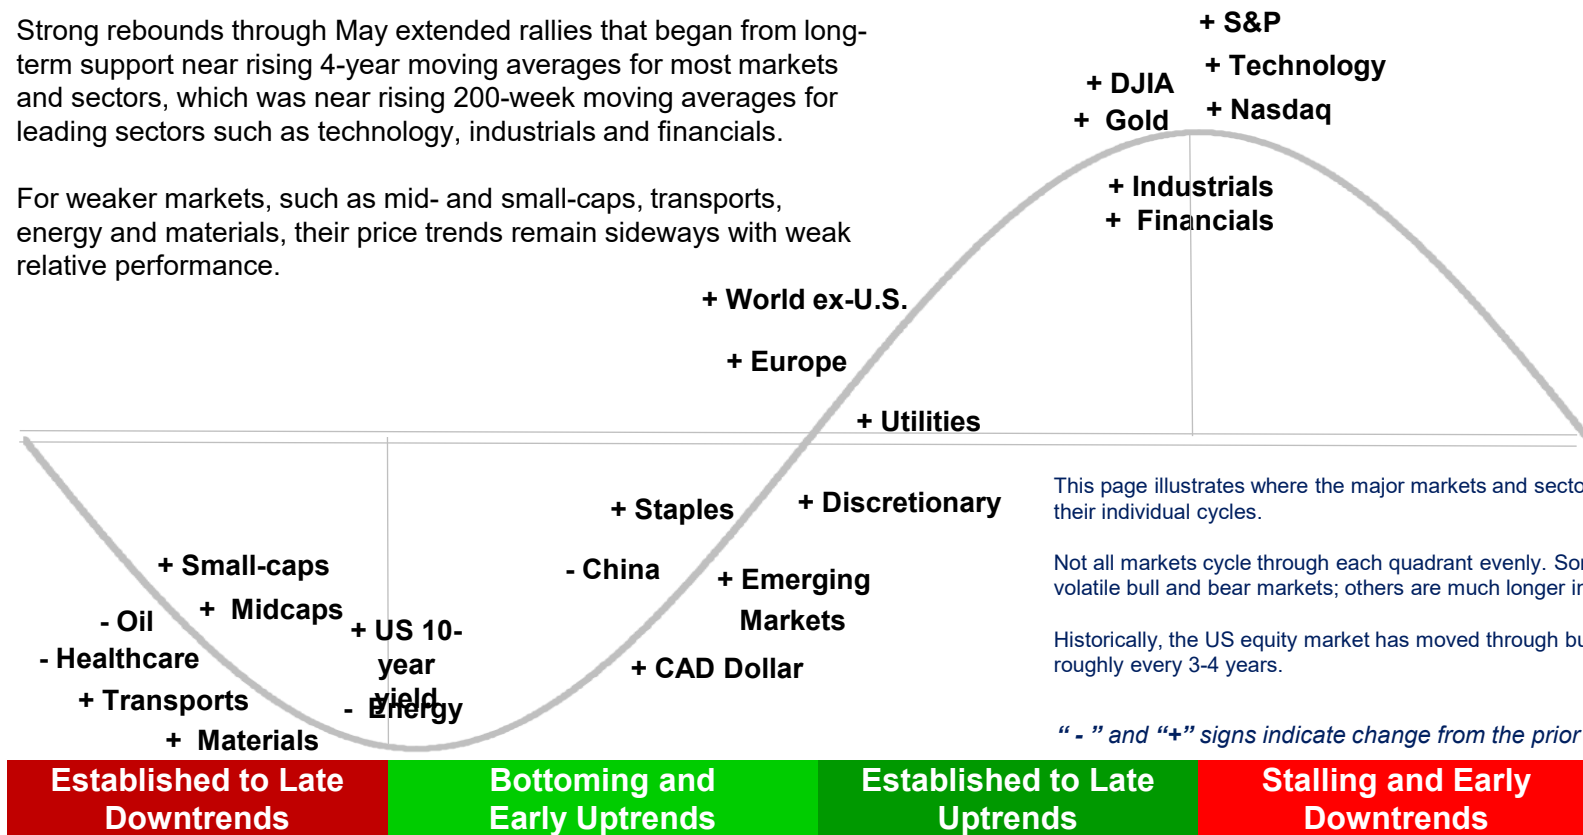 Strong rebounds through May extended rallies that began from long-
term support near rising 4-year moving averages for most markets
and sectors, which was near rising 200-week moving averages for
leading sectors such as technology, industrials and financials.
For weaker markets, such as mid- and small-caps, transports,
energy and materials, their price trends remain sideways with weak
relative performance.
+ S&P
+ Technology
+ DJIA
+ Nasdaq
+ Gold
+ Industrials
+ Financials
+ World ex-U.S.
+ Europe
+ Utilities
+ Staples
+ Discretionary
- China
+ Emerging
Markets
+ CAD Dollar
+ Small-caps
+ Midcaps
- Oil
- Healthcare
+ Transports
+ Materials
+ US 10-
year
yield
- Energy
This page illustrates where the major markets and secto
their individual cycles.
Not all markets cycle through each quadrant evenly. So
volatile bull and bear markets; others are much longer i
Historically, the US equity market has moved through bu
roughly every 3-4 years.
“ - ” and “+” signs indicate change from the prior
Established to Late
Downtrends
Bottoming and
Early Uptrends
Established to Late
Uptrends
Stalling and Early
Downtrends